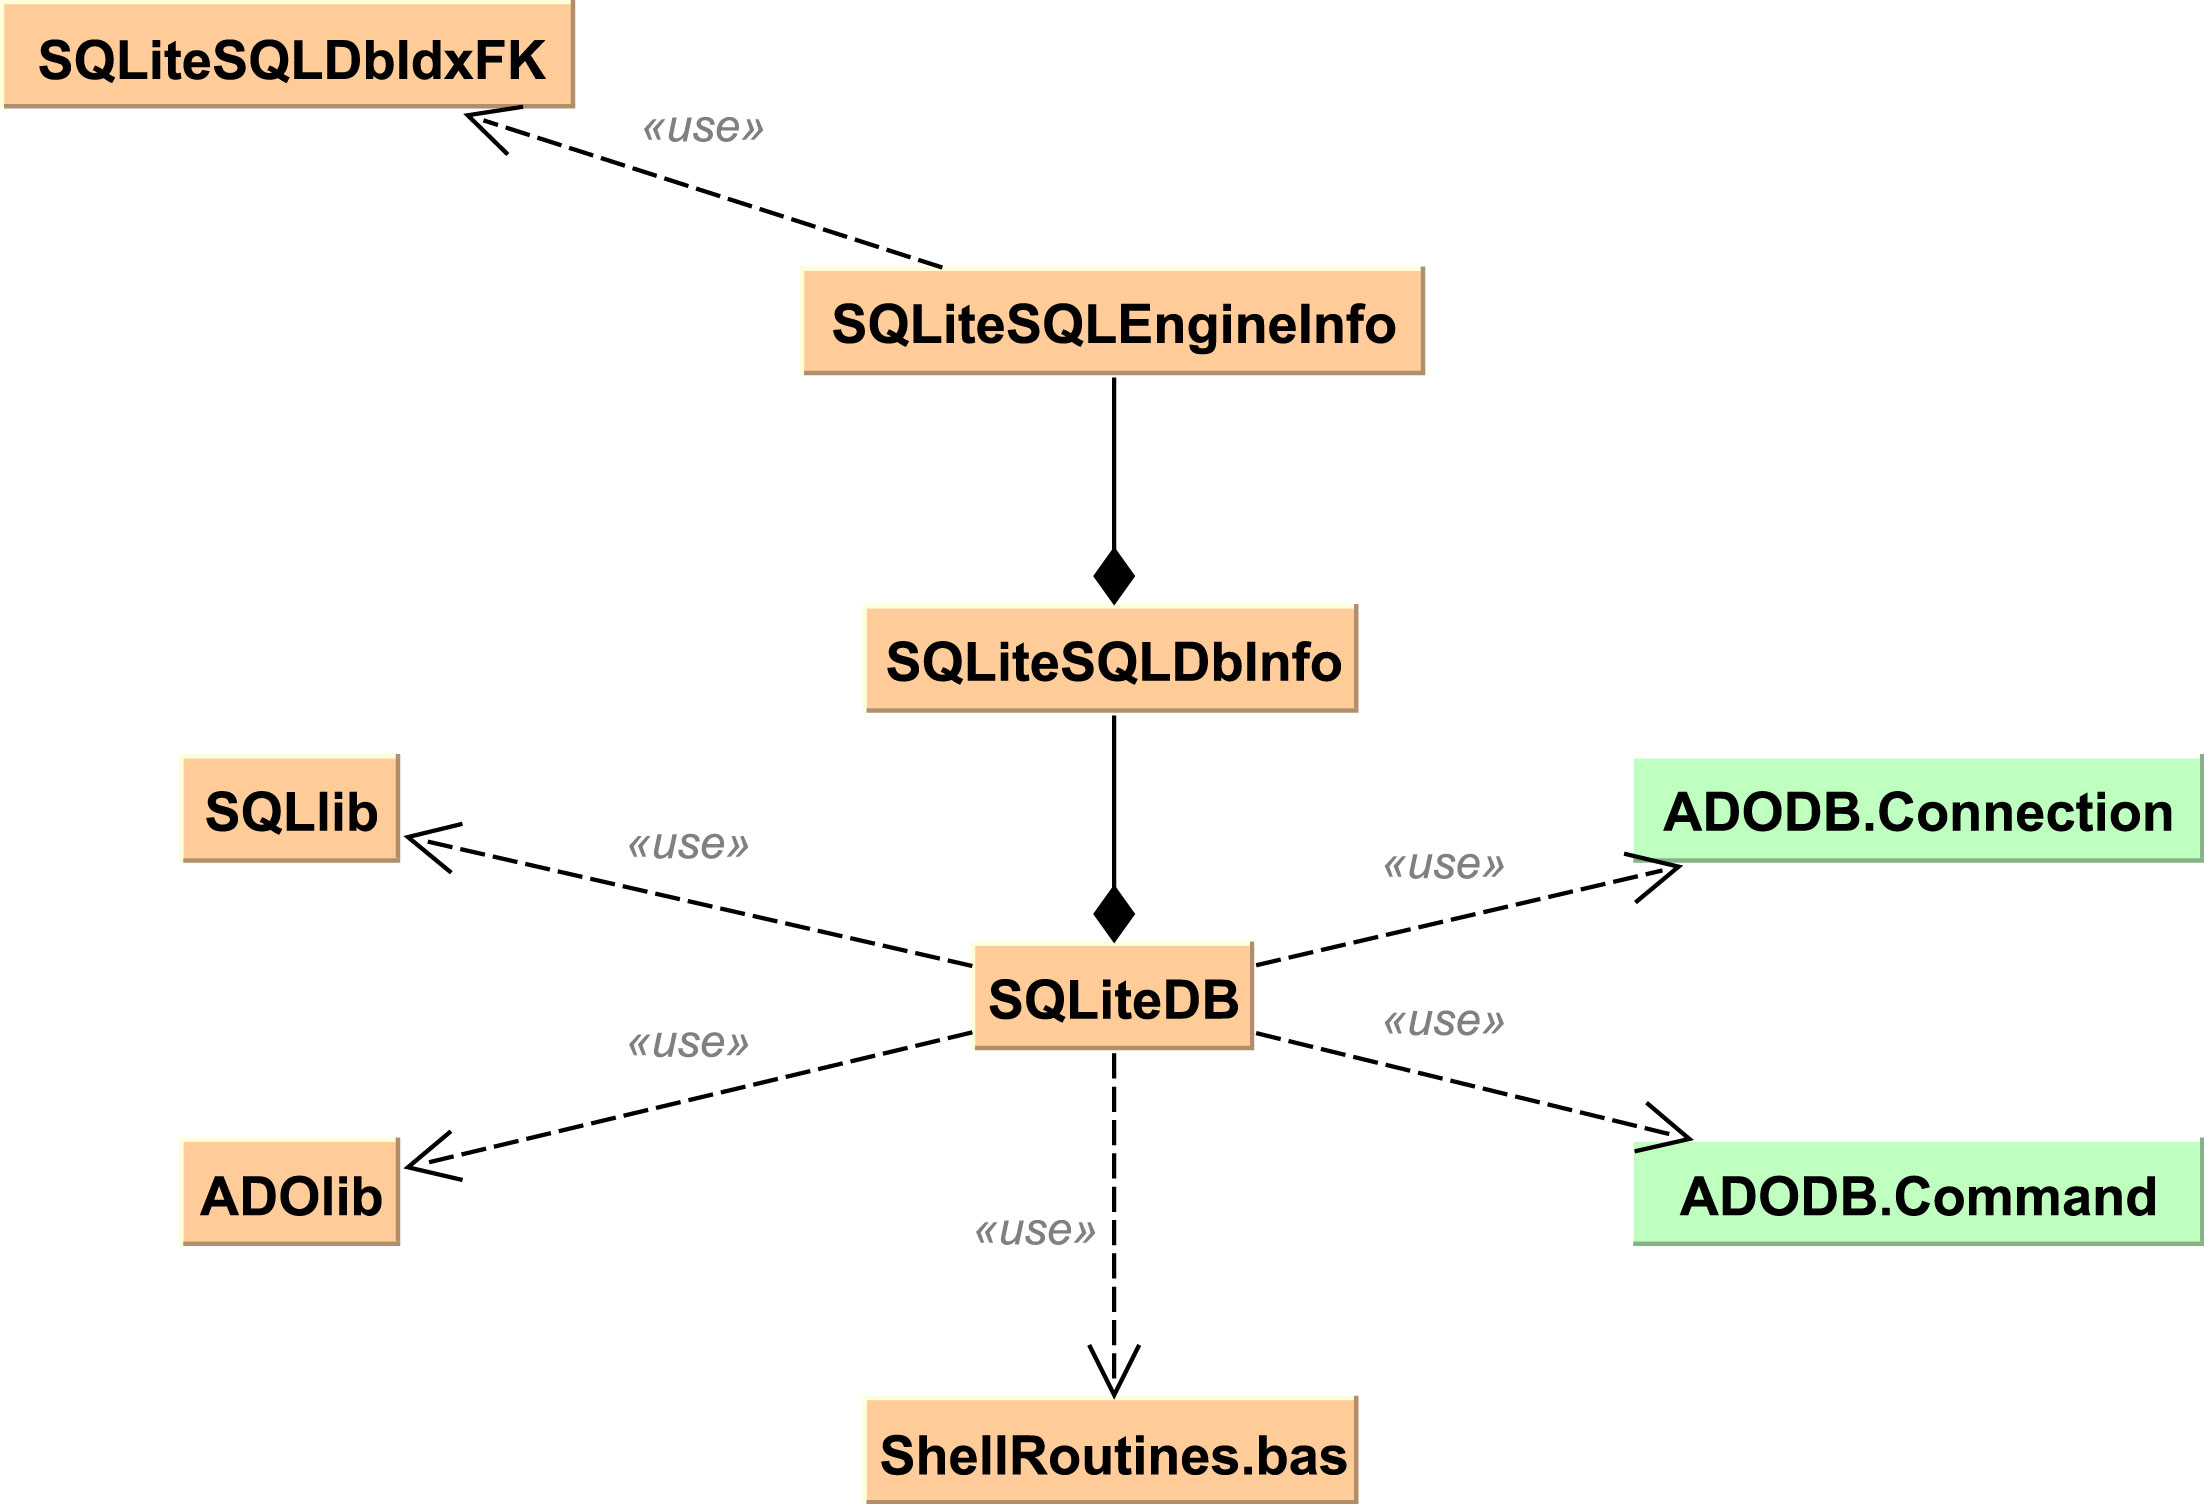 SQLiteSQLDbIdxFK
«use»
SQLiteSQLEngineInfo
SQLiteSQLDbInfo
SQLlib
«use»
«use»
ADODB.Connection
SQLiteDB
«use»
«use»
ADOlib
«use»
ADODB.Command
ShellRoutines.bas